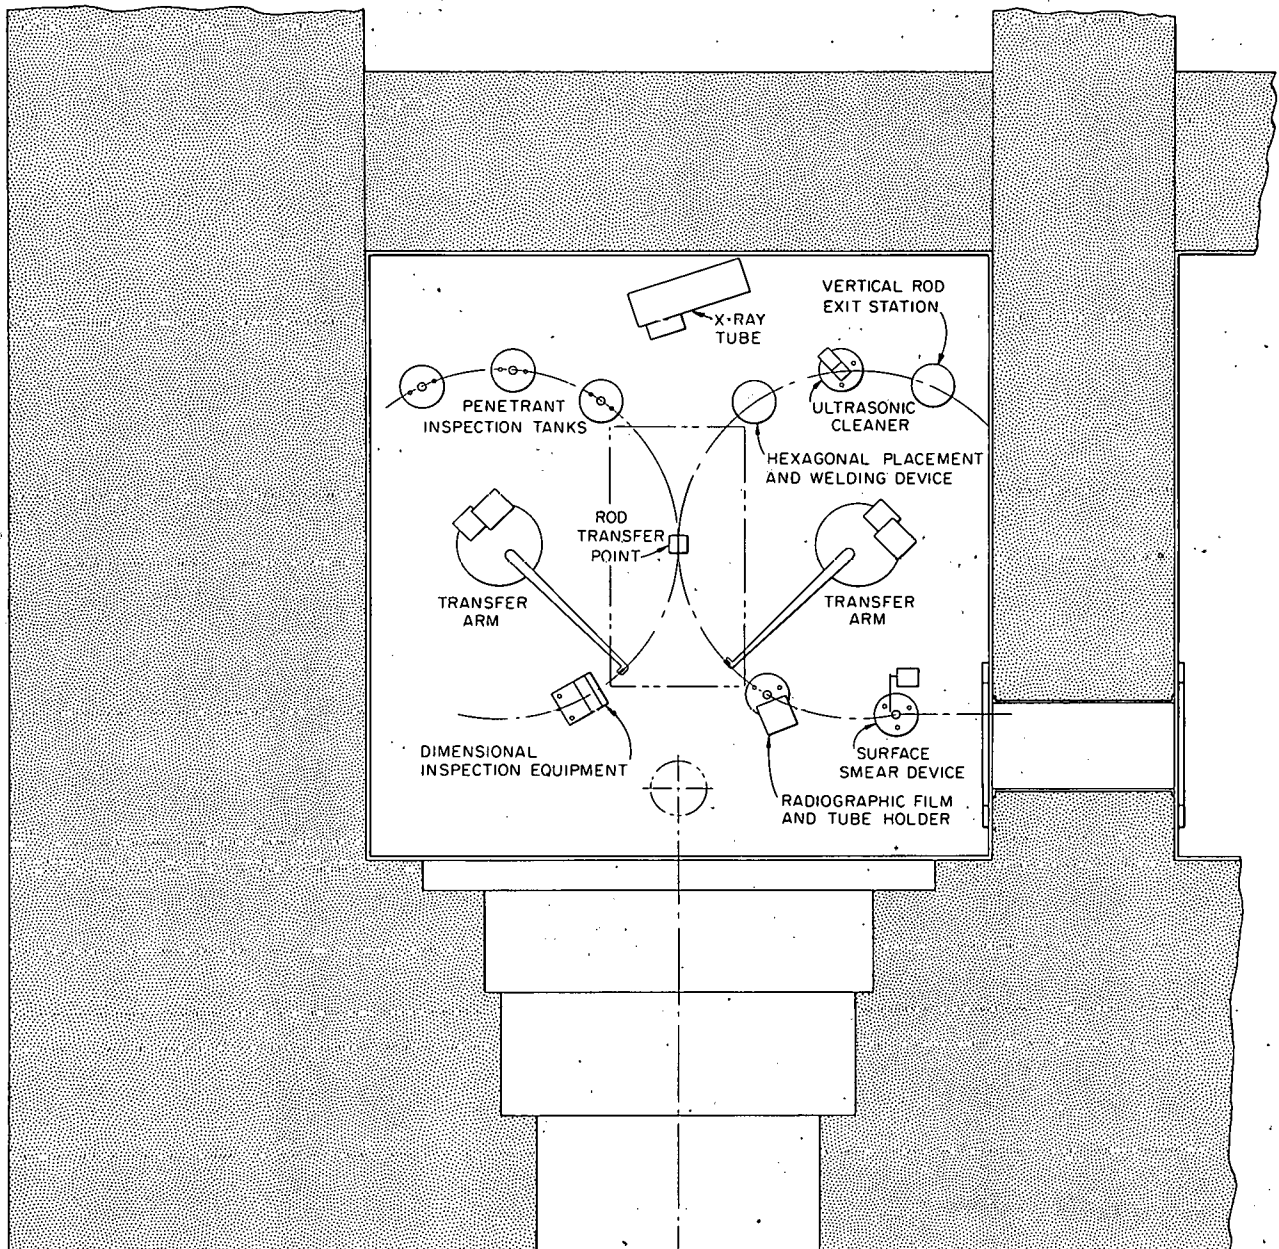 VERTICAL ROD
EXIT STATION
X-RAY
TUBE
PENETRANT
INSPECTION TANKS
ULTRASONIC
CLEANER
HEXAGONAL PLACEMENT
AND WELDING DEVICE
ROD
TRANSFER
POINT
TRANSFER
ARM
TRANSFER
ARM
DIMENSIONAL
INSPECTION EQUIPMENT
SURFACE
SMEAR DEVICE
RADIOGRAPHIC FILM
AND TUBE HOLDER